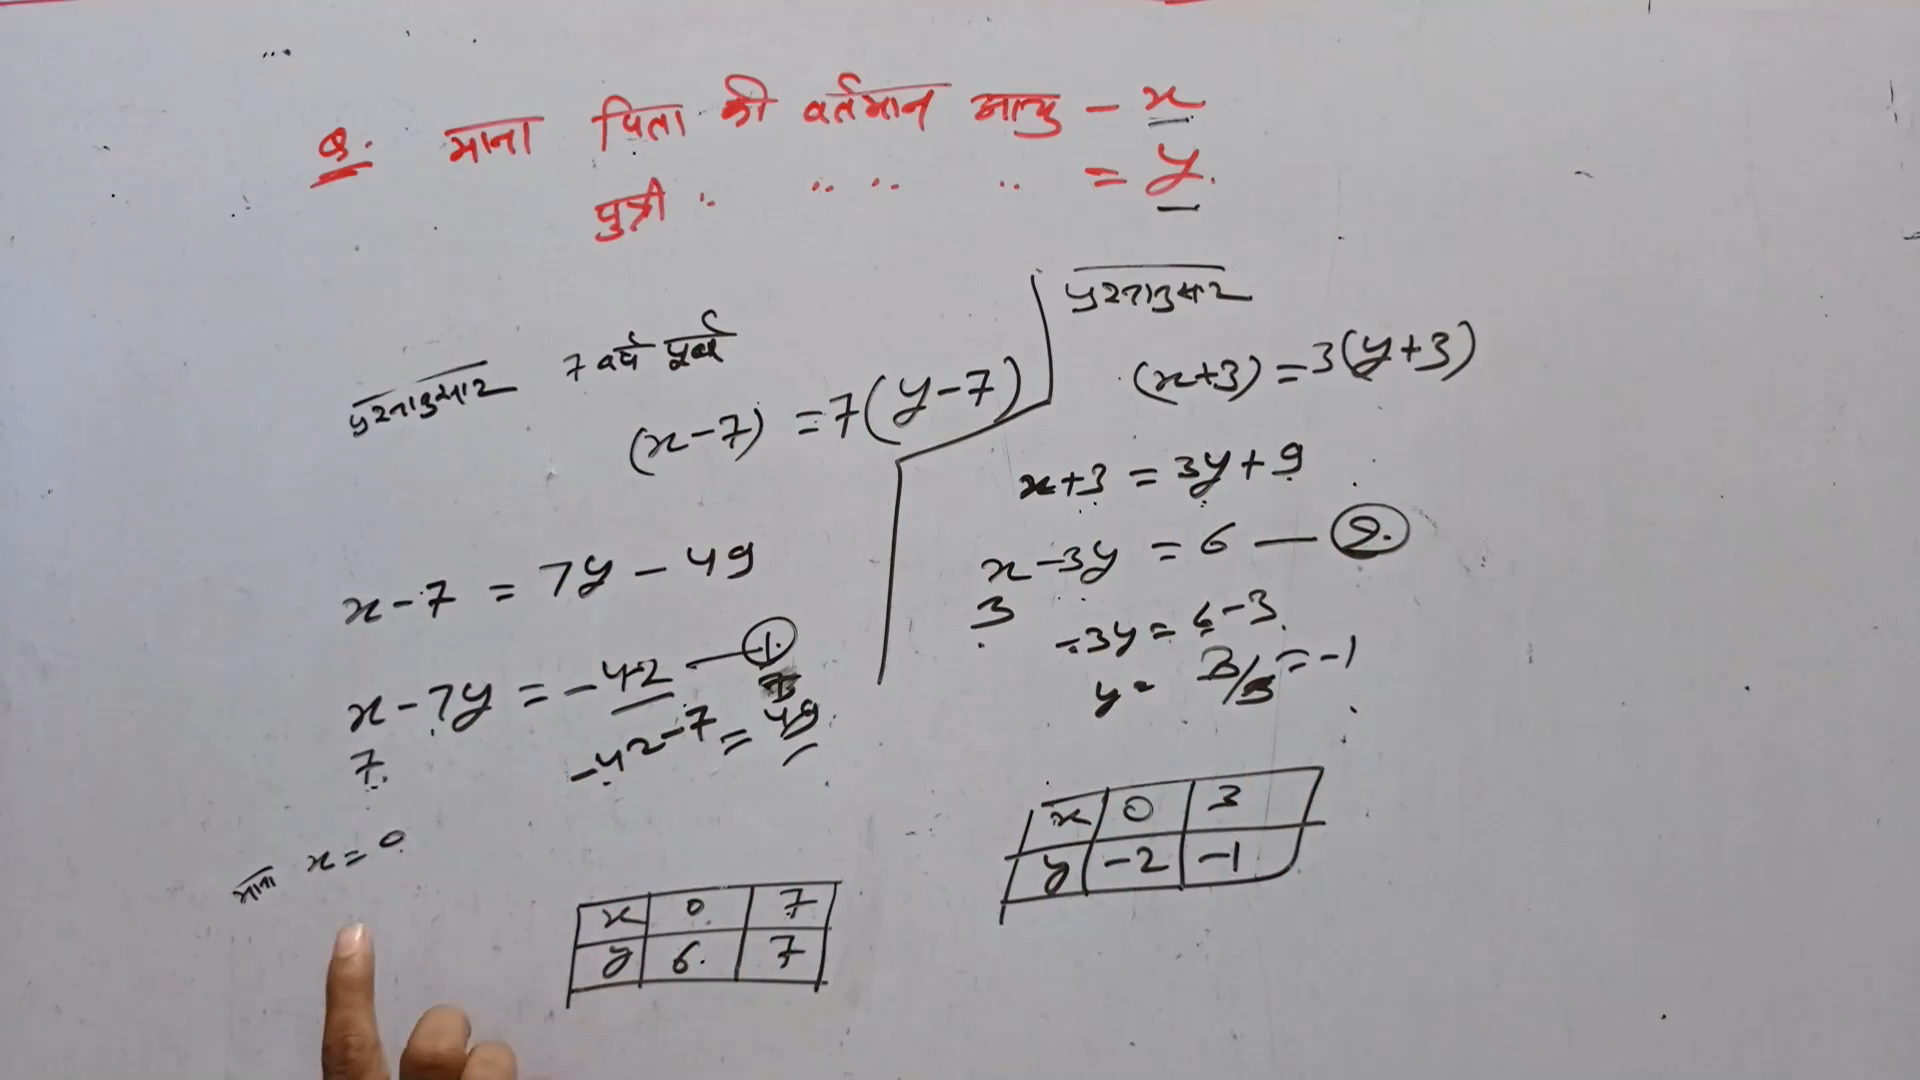 Q. माना पिता की वर्तमान आयु - x
पुत्री " " " " = y.
प्रश्नानुसार 7 वर्ष पूर्व
(x-7) = 7(y-7)
x-7 = 7y-49
x-7y = -42 — 1.
7.
-42-7 = 49
माना x = 0
x 0. 7
y 6. 7
प्रश्नानुसार
(x+3) = 3(y+3)
x+3 = 3y+9
x-3y = 6 — 2.
3
-3y = 6-3
y = 3/3 = -1
x 0 3
y -2 -1